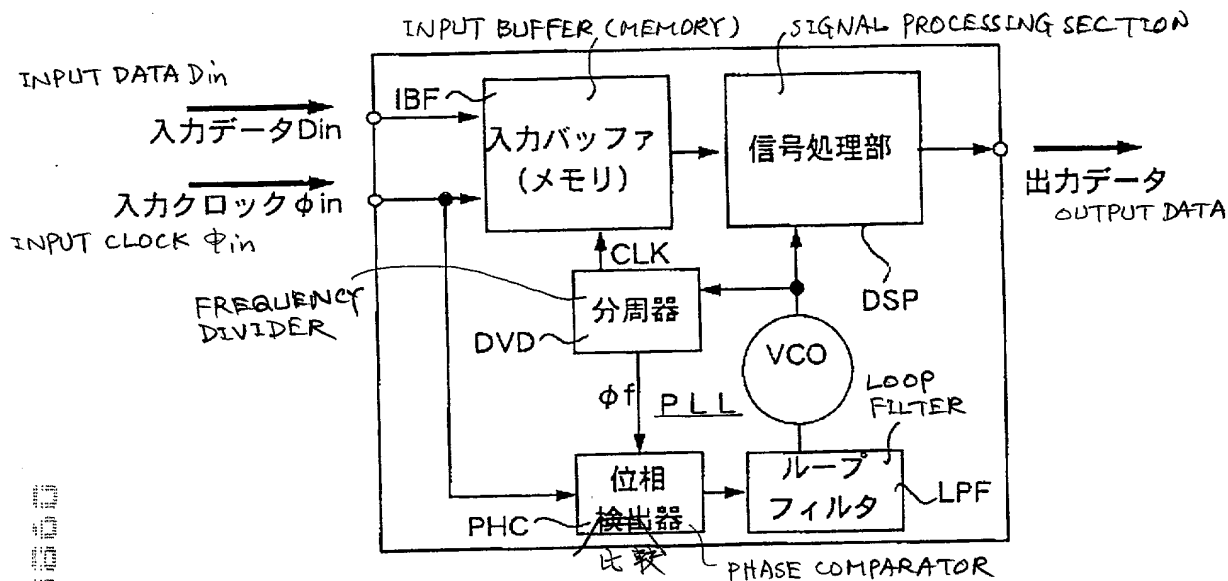 INPUT BUFFER (MEMORY)
SIGNAL PROCESSING SECTION
INPUT DATA Din
入力データDin
IBF
入力バッファ
(メモリ)
信号処理部
入力クロックφin
INPUT CLOCK φin
出力データ
OUTPUT DATA
CLK
FREQUENCY
DIVIDER
分周器
DVD
DSP
VCO
φf
PLL
LOOP
FILTER
位相
検出器
比較
PHC
ループ
フィルタ
LPF
PHASE COMPARATOR